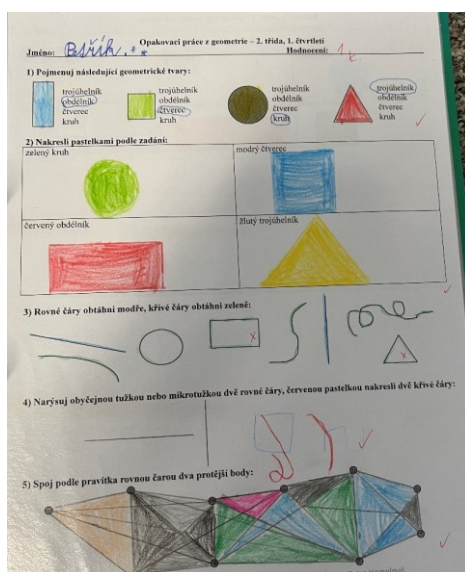 Opakovací práce z geometrie – 2. třída, 1. čtvrtletí
Jméno: Hodnocení: 1
1) Pojmenuj následující geometrické tvary:
trojúhelník trojúhelník trojúhelník trojúhelník
obdélník obdélník obdélník obdélník
čtverec čtverec čtverec čtverec
kruh kruh kruh kruh
2) Nakresli pastelkami podle zadání:
zelený kruh modrý čtverec
červený obdélník žlutý trojúhelník
3) Rovné čáry obtáhni modře, křivé čáry obtáhni zeleně:
4) Narýsuj obyčejnou tužkou nebo mikrotužkou dvě rovné čáry, červenou pastelkou nakresli dvě křivé čáry:
5) Spoj podle pravítka rovnou čarou dva protější body: